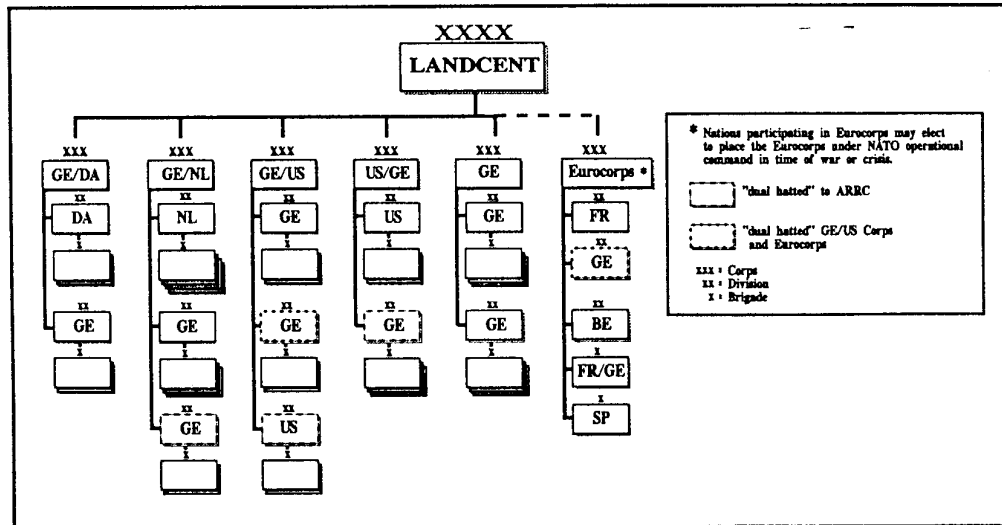 XXXX
LANDCENT
xxx
GE/DA
xx
DA
x
xx
GE
x
xxx
GE/NL
xx
NL
x
xx
GE
x
xx
GE
x
xxx
GE/US
xx
GE
x
xx
GE
x
xx
US
x
xxx
US/GE
xx
US
x
xx
GE
x
xxx
GE
xx
GE
x
xx
GE
x
xxx
Eurocorps *
xx
FR
xx
GE
xx
BE
x
FR/GE
x
SP
* Nations participating in Eurocorps may elect
to place the Eurocorps under NATO operational
command in time of war or crisis.
"dual hatted" to ARRC
"dual hatted" GE/US Corps
and Eurocorps
xxx = Corps
xx = Division
x = Brigade